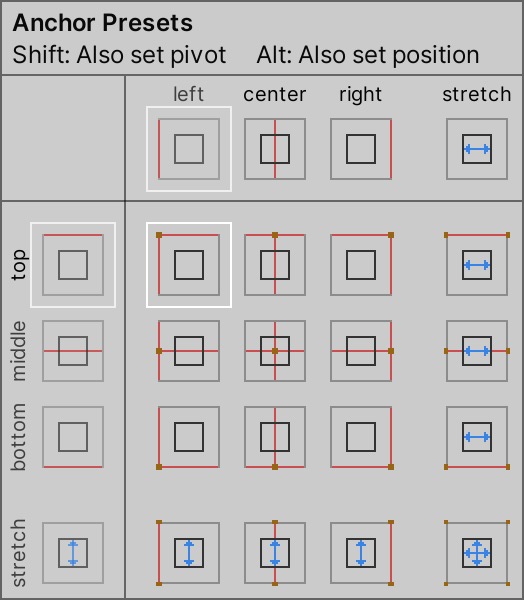 Anchor Presets
Shift: Also set pivot    Alt: Also set position
left center right stretch
top
middle
bottom
stretch